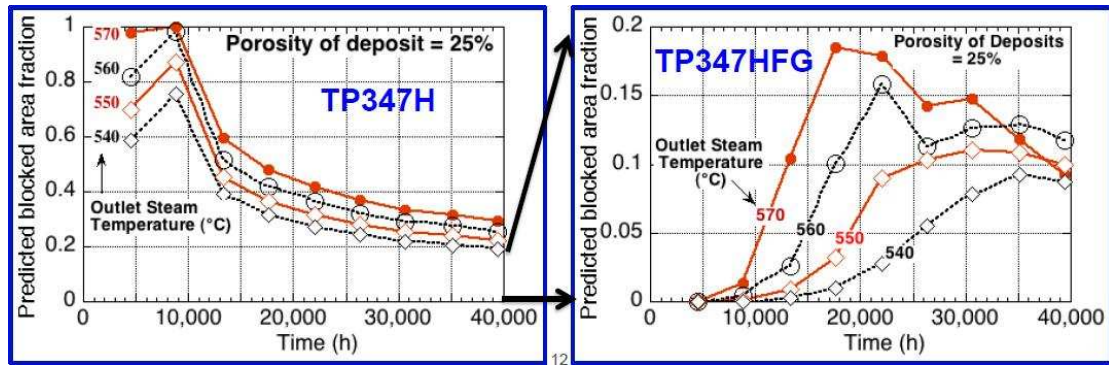 Predicted blocked area fraction
1
0.8
0.6
0.4
0.2
0
570
560
550
540
Porosity of deposit = 25%
TP347H
Outlet Steam
Temperature (°C)
0
10,000
20,000
30,000
40,000
Time (h)
12
Predicted blocked area fraction
0.2
0.15
0.1
0.05
0
TP347HFG
Porosity of Deposits
= 25%
Outlet Steam
Temperature
(°C)
570
560
550
540
0
10,000
20,000
30,000
40,000
Time (h)